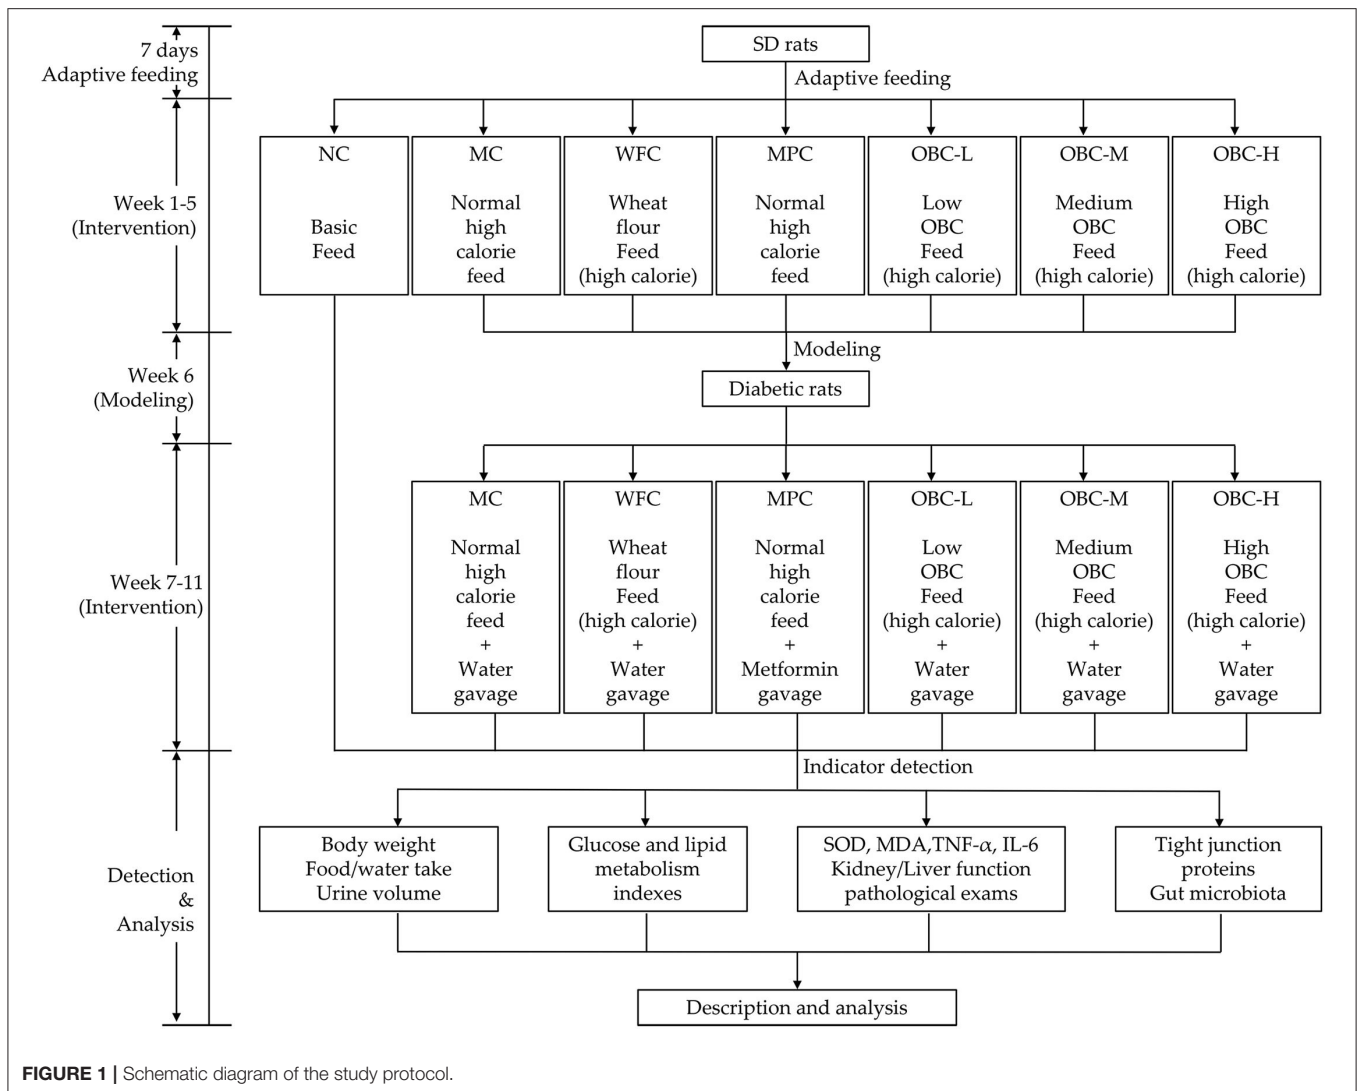 7 days
Adaptive feeding
SD rats
Adaptive feeding
Week 1-5
(Intervention)
NC
Basic
Feed
MC
Normal
high
calorie
feed
WFC
Wheat
flour
Feed
(high calorie)
MPC
Normal
high
calorie
feed
OBC-L
Low
OBC
Feed
(high calorie)
OBC-M
Medium
OBC
Feed
(high calorie)
OBC-H
High
OBC
Feed
(high calorie)
Modeling
Week 6
(Modeling)
Diabetic rats
Week 7-11
(Intervention)
MC
Normal
high
calorie
feed
+
Water
gavage
WFC
Wheat
flour
Feed
(high calorie)
+
Water
gavage
MPC
Normal
high
calorie
feed
+
Metformin
gavage
OBC-L
Low
OBC
Feed
(high calorie)
+
Water
gavage
OBC-M
Medium
OBC
Feed
(high calorie)
+
Water
gavage
OBC-H
High
OBC
Feed
(high calorie)
+
Water
gavage
Indicator detection
Detection
&
Analysis
Body weight
Food/water take
Urine volume
Glucose and lipid
metabolism
indexes
SOD, MDA,TNF-α, IL-6
Kidney/Liver function
pathological exams
Tight junction
proteins
Gut microbiota
Description and analysis
FIGURE 1 | Schematic diagram of the study protocol.